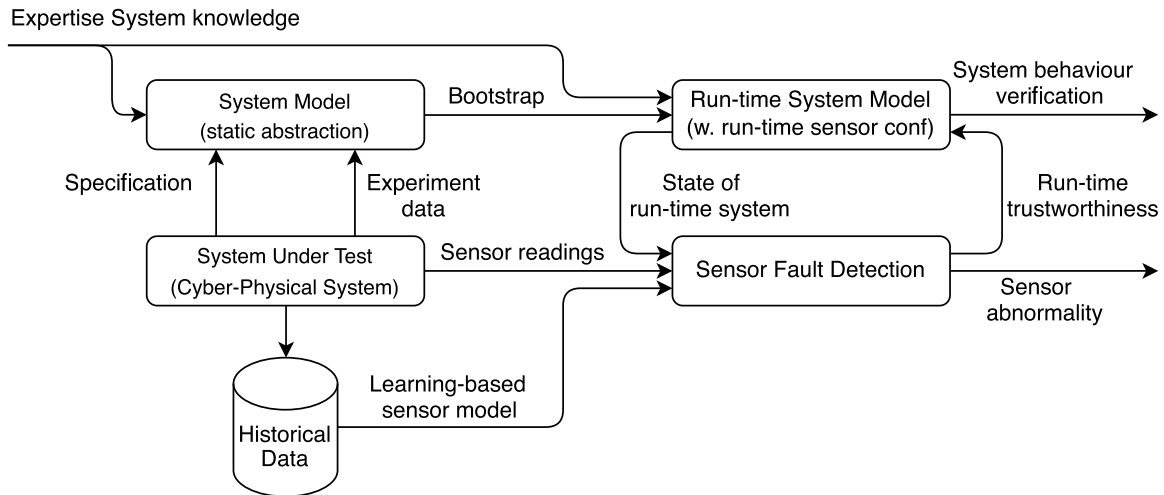 Expertise System knowledge
System Model
(static abstraction)
Bootstrap
Run-time System Model
(w. run-time sensor conf)
System behaviour
verification
Specification
Experiment
data
State of
run-time system
Run-time
trustworthiness
System Under Test
(Cyber-Physical System)
Sensor readings
Sensor Fault Detection
Sensor
abnormality
Learning-based
sensor model
Historical
Data